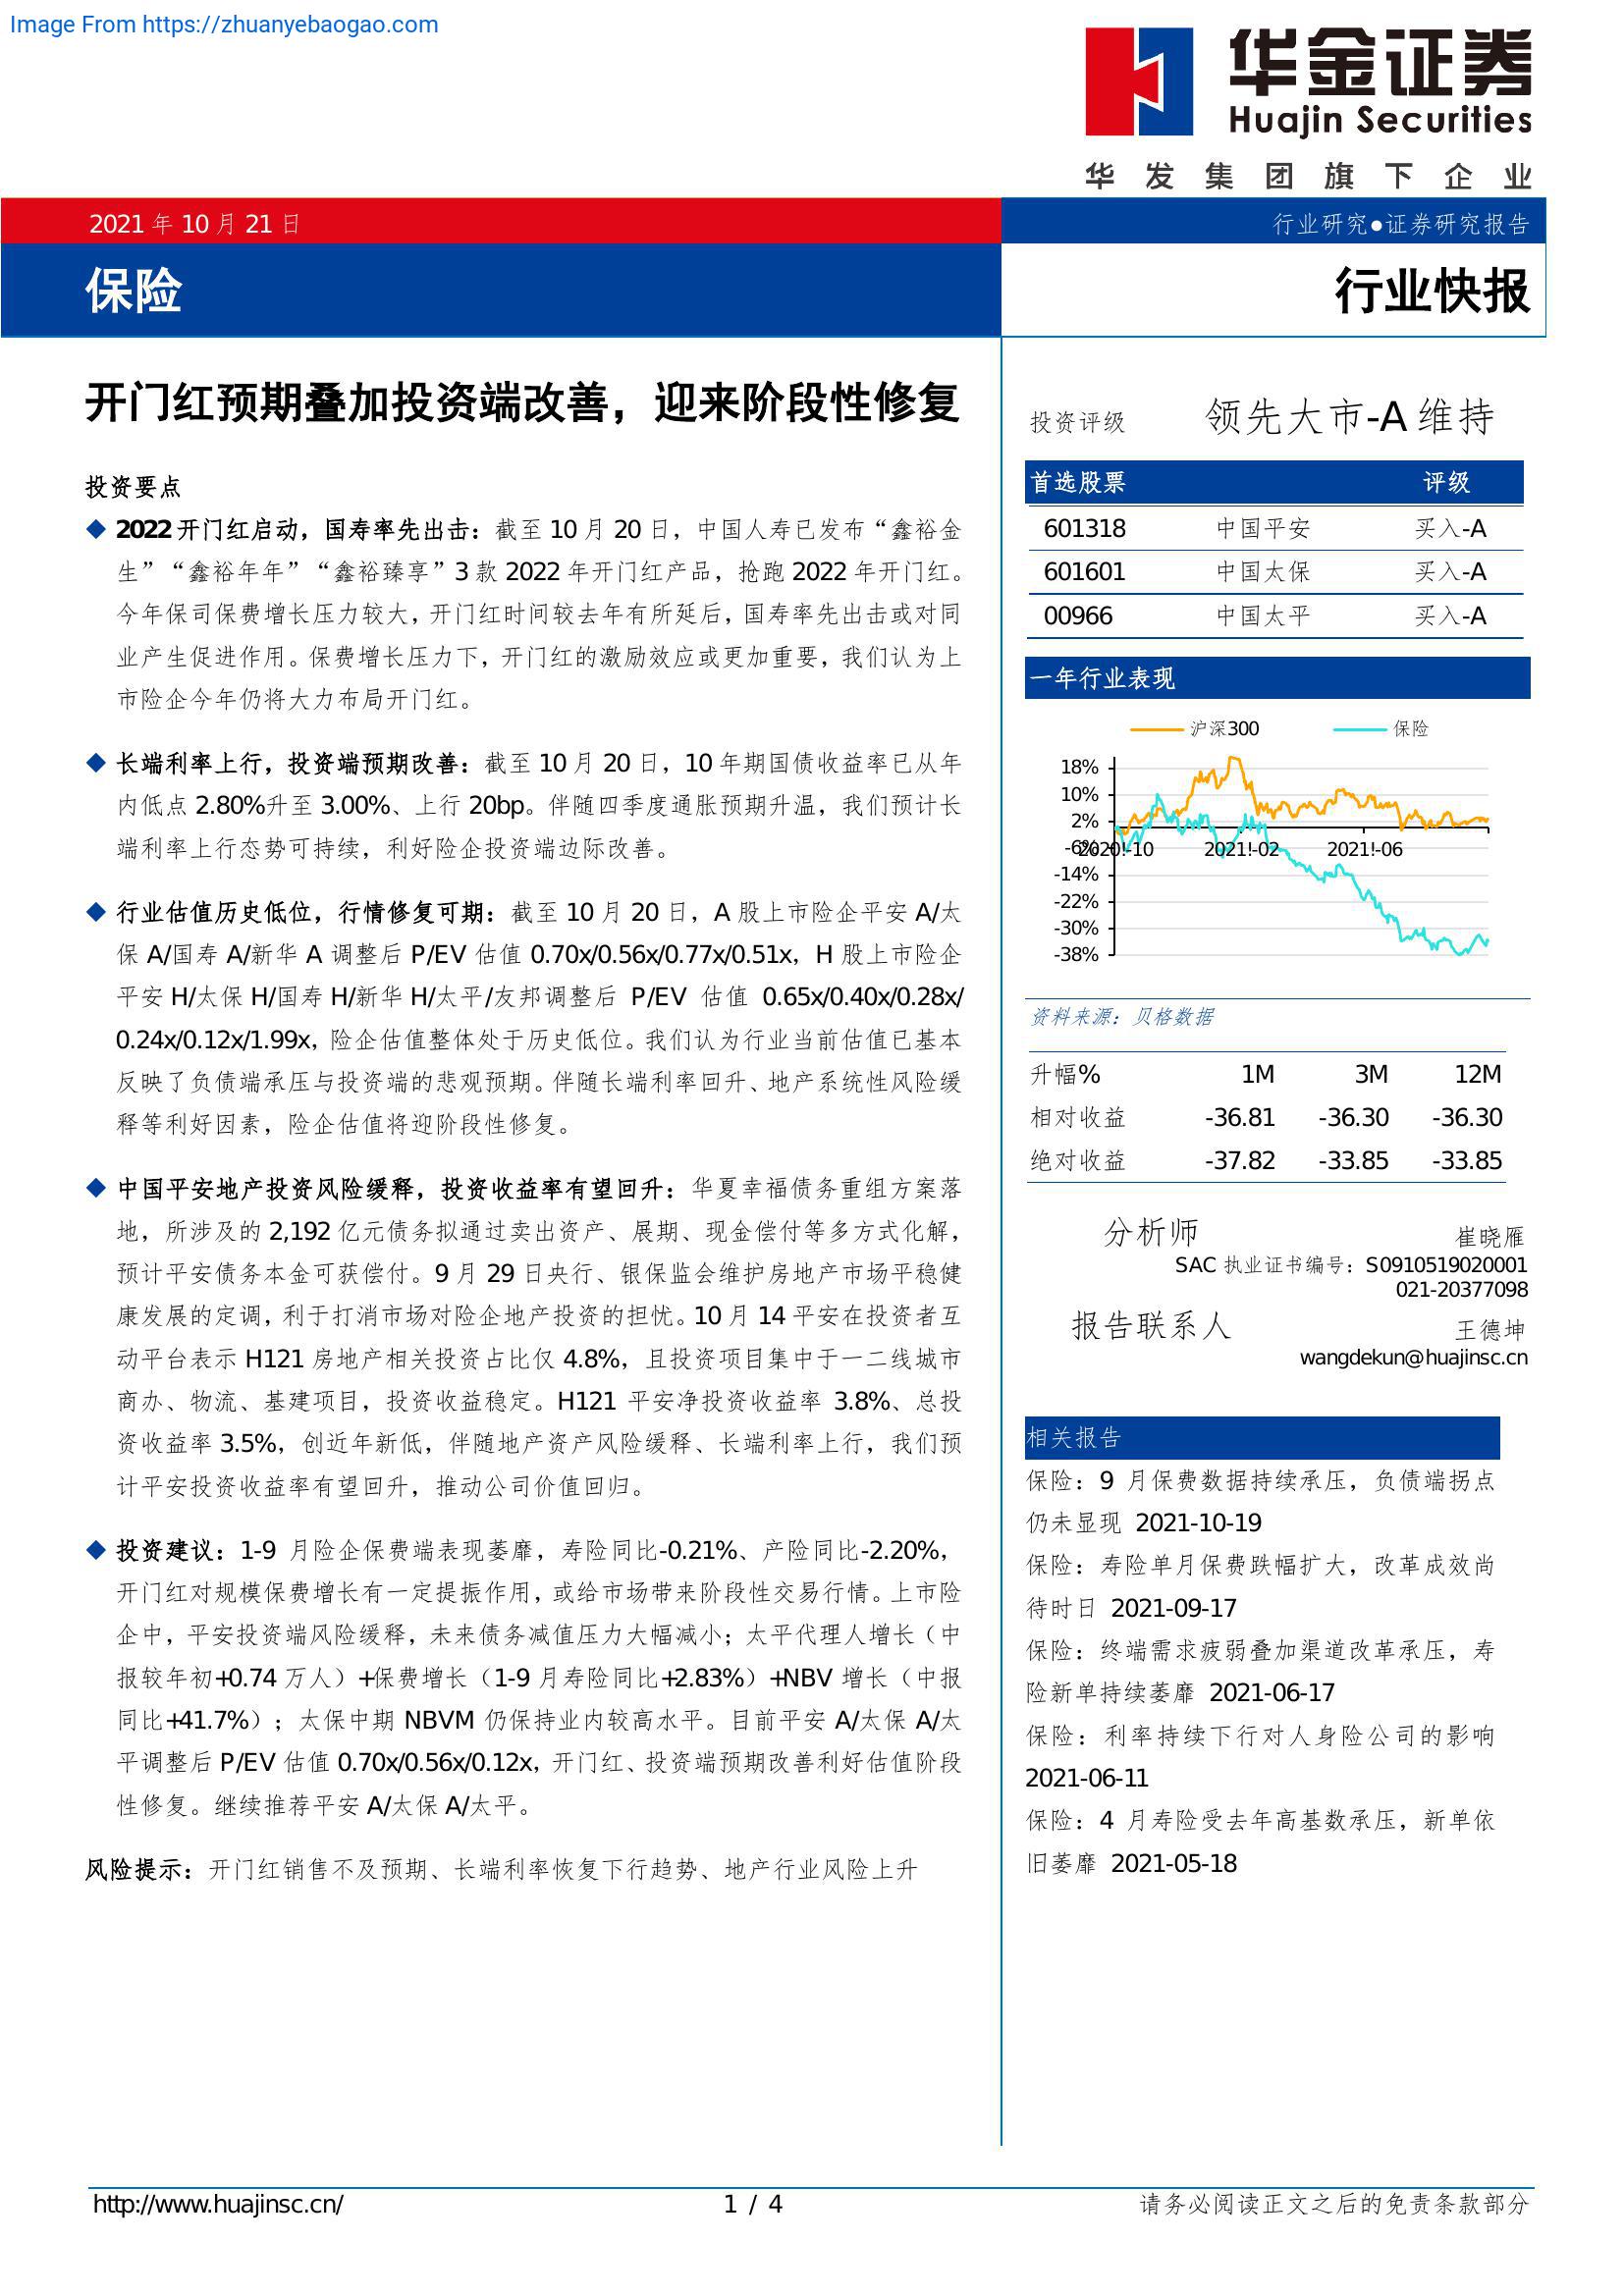 Image From https://zhuanyebaogao.com
华金证券
Huajin Securities
华发集团旗下企业
2021 年 10 月 21 日
行业研究●证券研究报告
保险
行业快报
开门红预期叠加投资端改善，迎来阶段性修复
投资要点
◆ 2022 开门红启动，国寿率先出击：截至 10 月 20 日，中国人寿已发布“鑫裕金
生”“鑫裕年年”“鑫裕臻享”3 款 2022 年开门红产品，抢跑 2022 年开门红。
今年保司保费增长压力较大，开门红时间较去年有所延后，国寿率先出击或对同
业产生促进作用。保费增长压力下，开门红的激励效应或更加重要，我们认为上
市险企今年仍将大力布局开门红。
◆ 长端利率上行，投资端预期改善：截至 10 月 20 日，10 年期国债收益率已从年
内低点 2.80%升至 3.00%、上行 20bp。伴随四季度通胀预期升温，我们预计长
端利率上行态势可持续，利好险企投资端边际改善。
◆ 行业估值历史低位，行情修复可期：截至 10 月 20 日，A 股上市险企平安 A/太
保 A/国寿 A/新华 A 调整后 P/EV 估值 0.70x/0.56x/0.77x/0.51x，H 股上市险企
平安 H/太保 H/国寿 H/新华 H/太平/友邦调整后 P/EV 估值 0.65x/0.40x/0.28x/
0.24x/0.12x/1.99x，险企估值整体处于历史低位。我们认为行业当前估值已基本
反映了负债端承压与投资端的悲观预期。伴随长端利率回升、地产系统性风险缓
释等利好因素，险企估值将迎阶段性修复。
◆ 中国平安地产投资风险缓释，投资收益率有望回升：华夏幸福债务重组方案落
地，所涉及的 2,192 亿元债务拟通过卖出资产、展期、现金偿付等多方式化解，
预计平安债务本金可获偿付。9 月 29 日央行、银保监会维护房地产市场平稳健
康发展的定调，利于打消市场对险企地产投资的担忧。10 月 14 平安在投资者互
动平台表示 H121 房地产相关投资占比仅 4.8%，且投资项目集中于一二线城市
商办、物流、基建项目，投资收益稳定。H121 平安净投资收益率 3.8%、总投
资收益率 3.5%，创近年新低，伴随地产资产风险缓释、长端利率上行，我们预
计平安投资收益率有望回升，推动公司价值回归。
◆ 投资建议：1-9 月险企保费端表现萎靡，寿险同比-0.21%、产险同比-2.20%，
开门红对规模保费增长有一定提振作用，或给市场带来阶段性交易行情。上市险
企中，平安投资端风险缓释，未来债务减值压力大幅减小；太平代理人增长（中
报较年初+0.74 万人）+保费增长（1-9 月寿险同比+2.83%）+NBV 增长（中报
同比+41.7%）；太保中期 NBVM 仍保持业内较高水平。目前平安 A/太保 A/太
平调整后 P/EV 估值 0.70x/0.56x/0.12x，开门红、投资端预期改善利好估值阶段
性修复。继续推荐平安 A/太保 A/太平。
风险提示：开门红销售不及预期、长端利率恢复下行趋势、地产行业风险上升
投资评级 领先大市-A 维持
首选股票 评级
601318 中国平安 买入-A
601601 中国太保 买入-A
00966 中国太平 买入-A
一年行业表现
沪深300 保险
18%
10%
2%
-6%
2020!-10 2021!-02 2021!-06
-14%
-22%
-30%
-38%
资料来源：贝格数据
升幅% 1M 3M 12M
相对收益 -36.81 -36.30 -36.30
绝对收益 -37.82 -33.85 -33.85
分析师 崔晓雁
SAC 执业证书编号：S0910519020001
021-20377098
报告联系人 王德坤
wangdekun@huajinsc.cn
相关报告
保险：9 月保费数据持续承压，负债端拐点
仍未显现 2021-10-19
保险：寿险单月保费跌幅扩大，改革成效尚
待时日 2021-09-17
保险：终端需求疲弱叠加渠道改革承压，寿
险新单持续萎靡 2021-06-17
保险：利率持续下行对人身险公司的影响
2021-06-11
保险：4 月寿险受去年高基数承压，新单依
旧萎靡 2021-05-18
http://www.huajinsc.cn/ 1 / 4 请务必阅读正文之后的免责条款部分